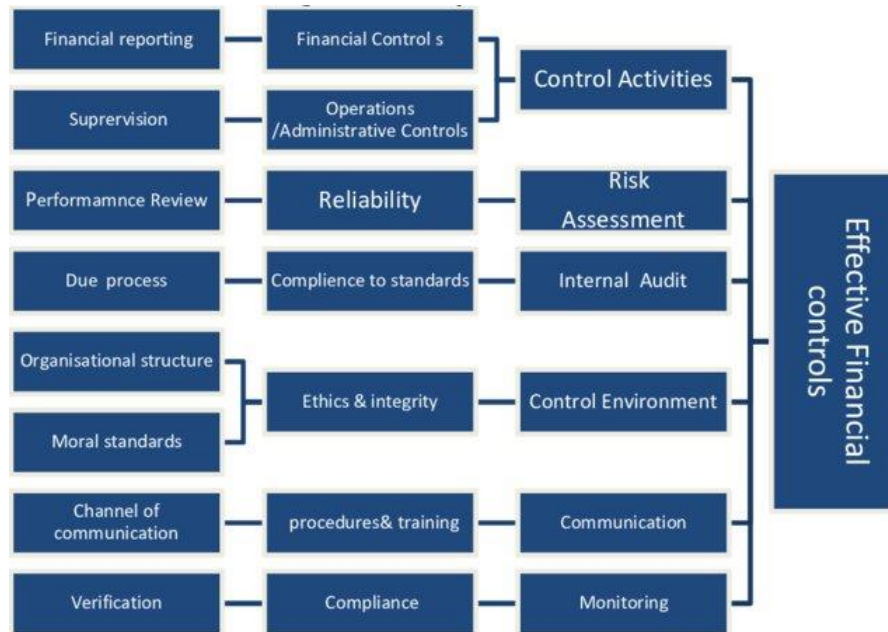 Financial reporting
Financial Control s
Control Activities
Suprervision
Operations
/Administrative Controls
Performamnce Review
Reliability
Risk
Assessment
Due process
Complience to standards
Internal Audit
Effective Financial
controls
Organisational structure
Ethics & integrity
Control Environment
Moral standards
Channel of
communication
procedures& training
Communication
Verification
Compliance
Monitoring